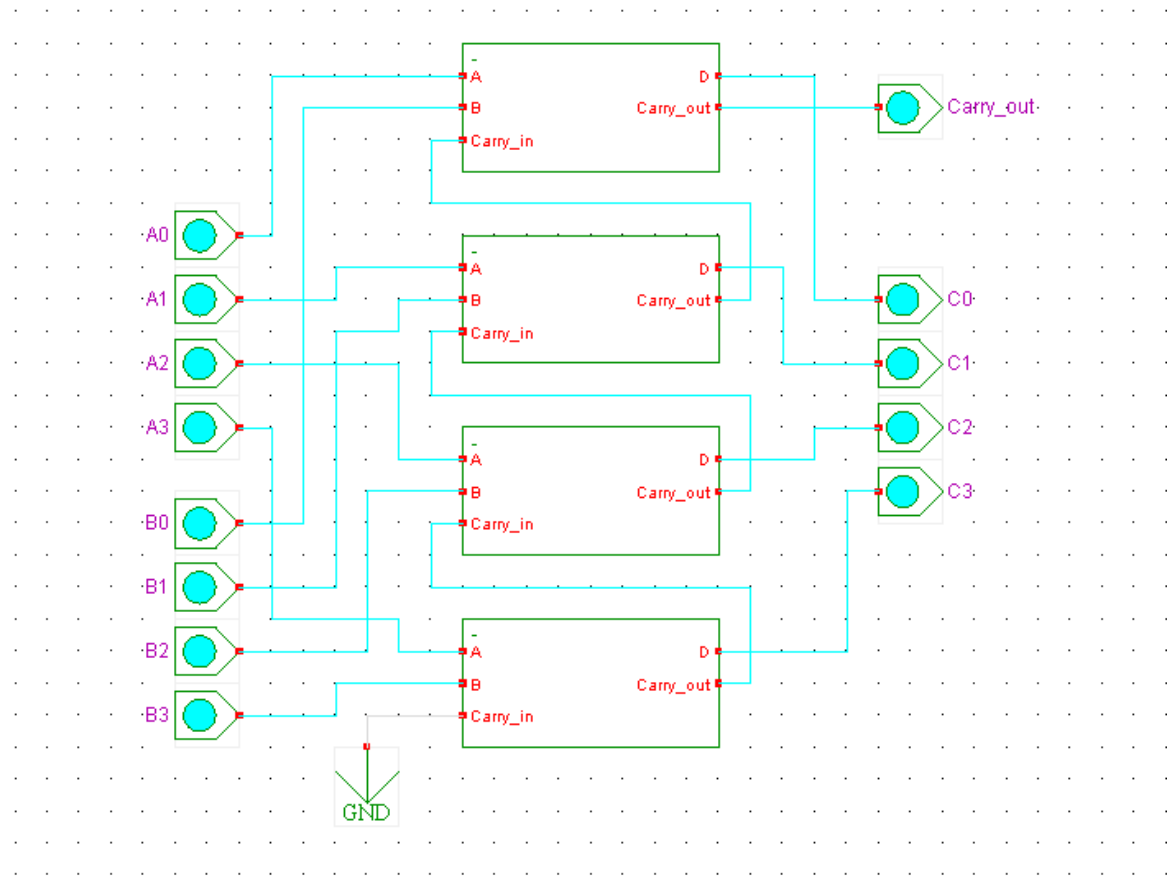 -
A D
B Carry_out
Carry_in
Carry_out
A0
A1
A2
A3
B0
B1
B2
B3
-
A D
B Carry_out
Carry_in
-
A D
B Carry_out
Carry_in
-
A D
B Carry_out
Carry_in
C0
C1
C2
C3
GND